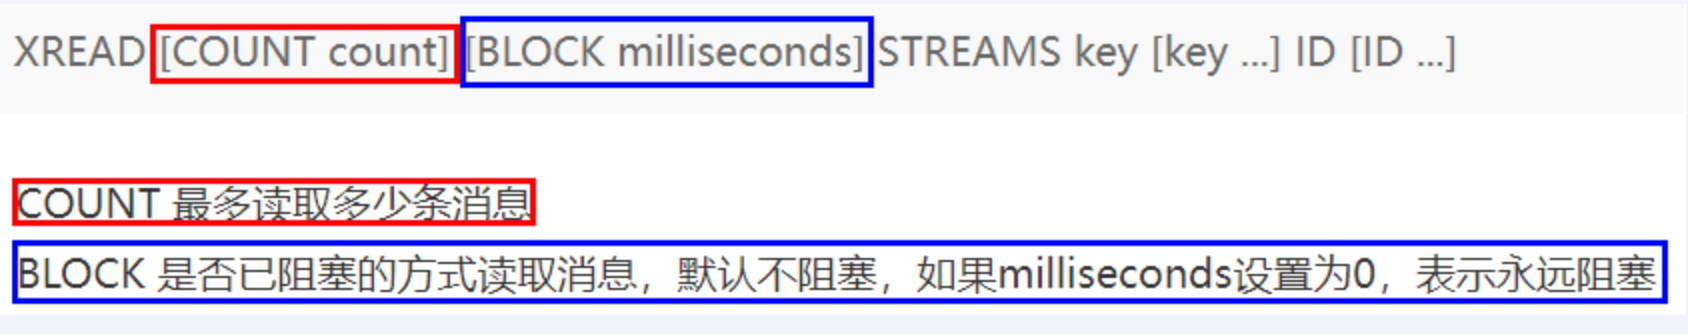 XREAD [COUNT count] [BLOCK milliseconds] STREAMS key [key ...] ID [ID ...]
COUNT 最多读取多少条消息
BLOCK 是否已阻塞的方式读取消息，默认不阻塞，如果milliseconds设置为0，表示永远阻塞